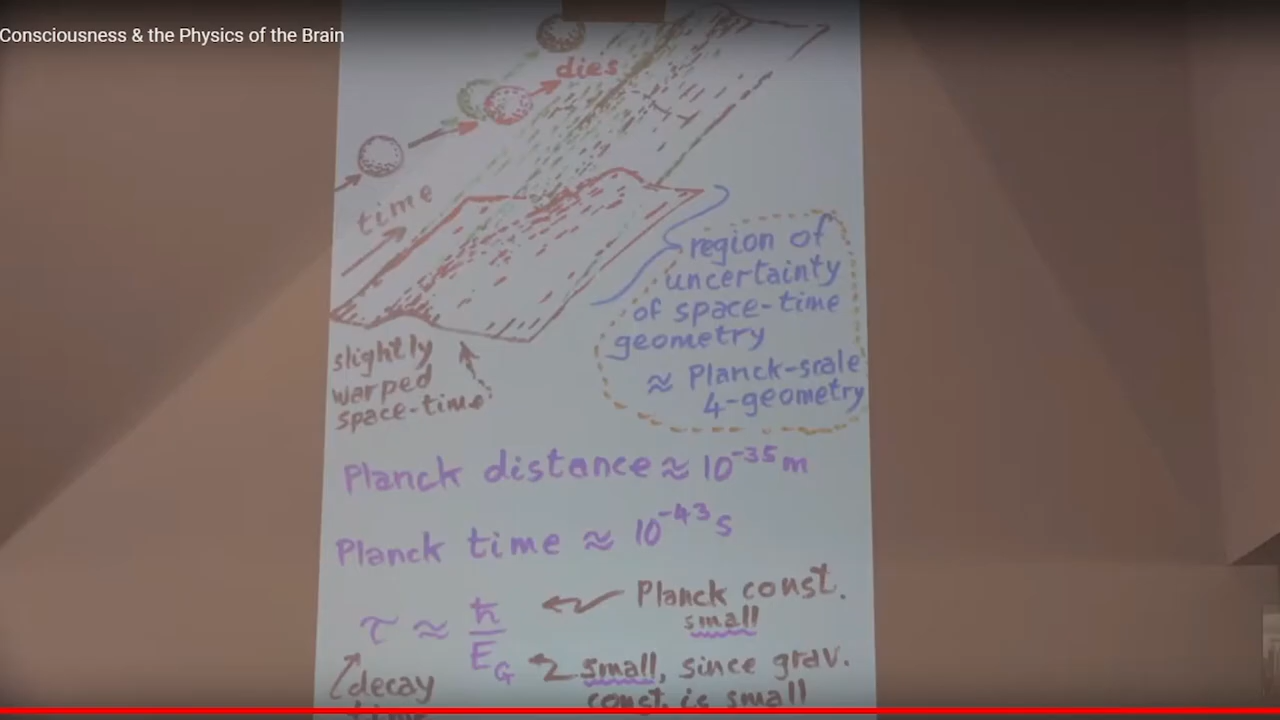 Consciousness & the Physics of the Brain
dies
time
region of
uncertainty
of space-time
geometry
≈ Planck-scale
4-geometry
slightly
warped
space-time
Planck distance ≈ 10⁻³⁵ m
Planck time ≈ 10⁻⁴³ s
Planck const.
small
τ ≈ ℏ/E_G
small, since grav.
const. is small
decay
time